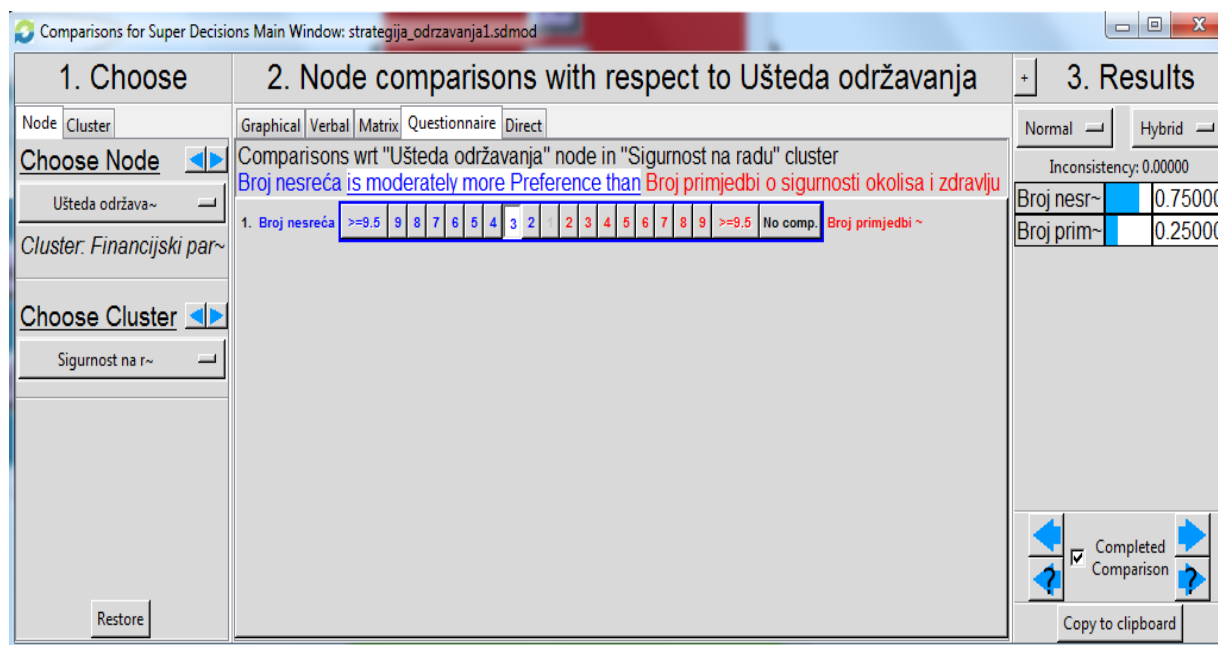 Comparisons for Super Decisions Main Window: strategija_odrzavanja1.sdmod
1. Choose
Node Cluster
Choose Node
Ušteda održava~
Cluster: Financijski par~
Choose Cluster
Sigurnost na r~
Restore
2. Node comparisons with respect to Ušteda održavanja
Graphical Verbal Matrix Questionnaire Direct
Comparisons wrt "Ušteda održavanja" node in "Sigurnost na radu" cluster
Broj nesreća is moderately more Preference than Broj primjedbi o sigurnosti okolisa i zdravlju
1. Broj nesreća >=9.5 9 8 7 6 5 4 3 2 1 2 3 4 5 6 7 8 9 >=9.5 No comp. Broj primjedbi ~
+ 3. Results
Normal Hybrid
Inconsistency: 0.00000
Broj nesr~ 0.75000
Broj prim~ 0.25000
Completed
Comparison
? ?
Copy to clipboard